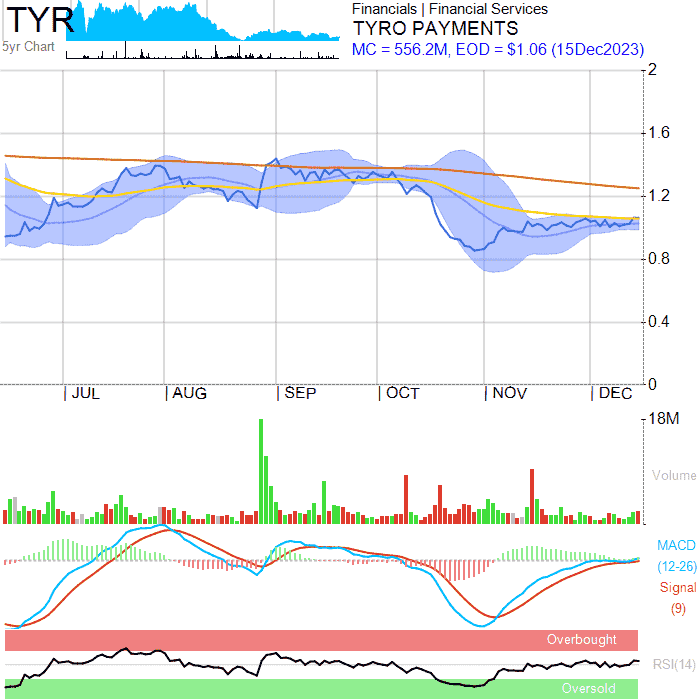 TYR
5yr Chart
Financials | Financial Services
TYRO PAYMENTS
MC = 556.2M, EOD = $1.06 (15Dec2023)
2
1.6
1.2
0.8
0.4
0
JUL AUG SEP OCT NOV DEC
18M
Volume
MACD
(12-26)
Signal
(9)
Overbought
RSI(14)
Oversold